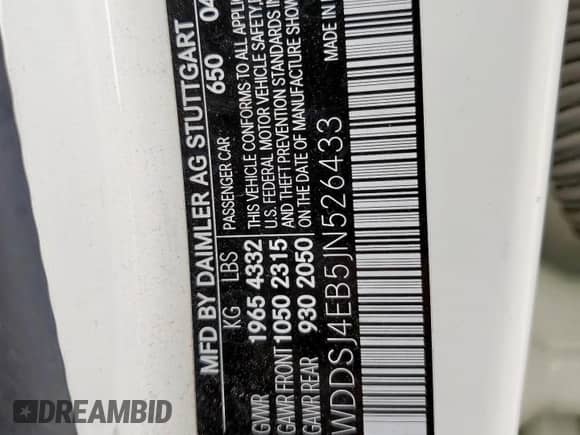 MFD BY DAIMLER AG STUTTGART 04
KG LBS PASSENGER CAR 650
GVWR 1965 4332 THIS VEHICLE CONFORMS TO ALL APPLI
GAWR FRONT 1050 2315 U.S. FEDERAL MOTOR VEHICLE SAFETY,
GAWR REAR 930 2050 AND THEFT PREVENTION STANDARDS IN
ON THE DATE OF MANUFACTURE SHOW
WDDSJ4EB5JN526433 MADE IN
DREAMBID